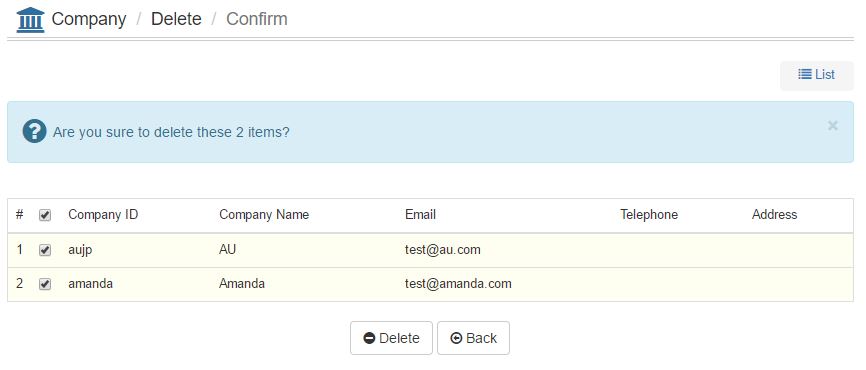 Company / Delete / Confirm
List
Are you sure to delete these 2 items? ×
# Company ID Company Name Email Telephone Address
1 aujp AU test@au.com
2 amanda Amanda test@amanda.com
Delete Back